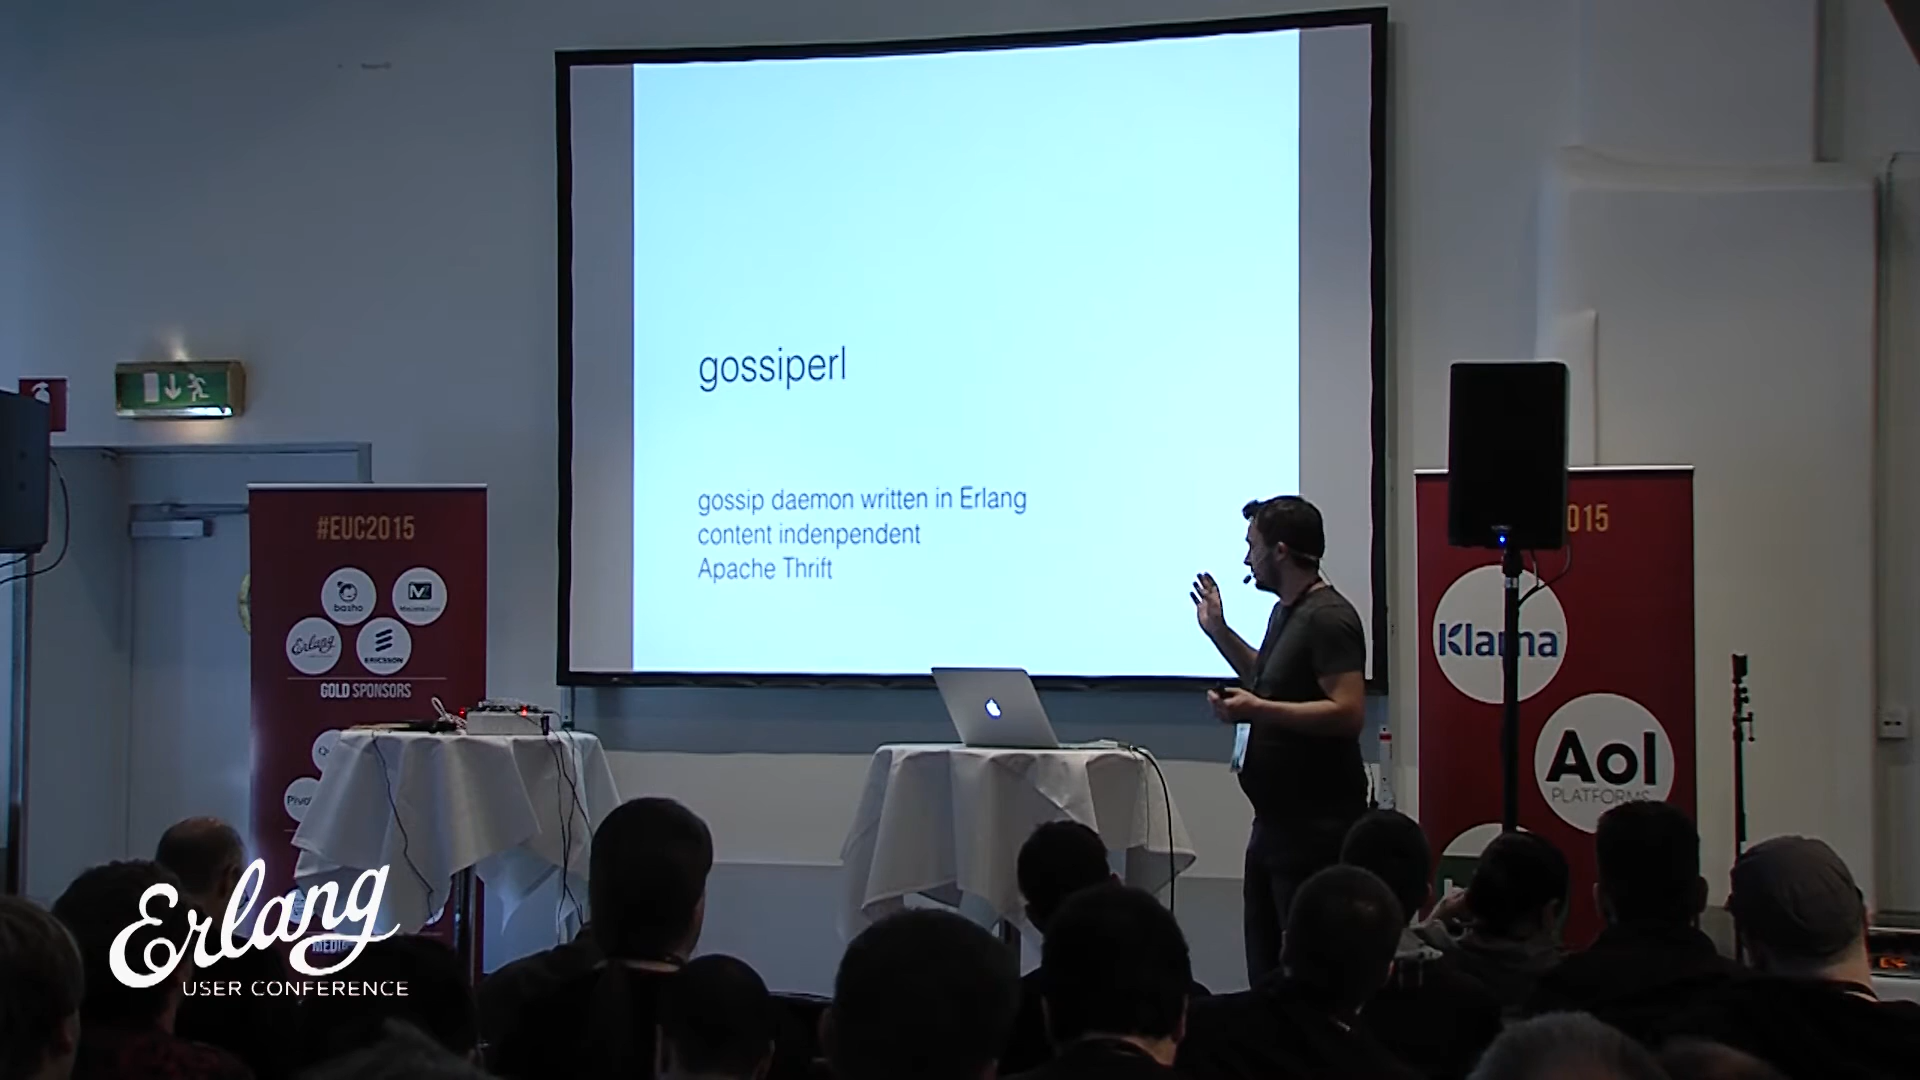 gossiperl
gossip daemon written in Erlang
content indenpendent
Apache Thrift
#EUC2015
basho
Erlang
ERICSSON
GOLD SPONSORS
015
Klarna
Aol
PLATFORMS
Erlang
USER CONFERENCE